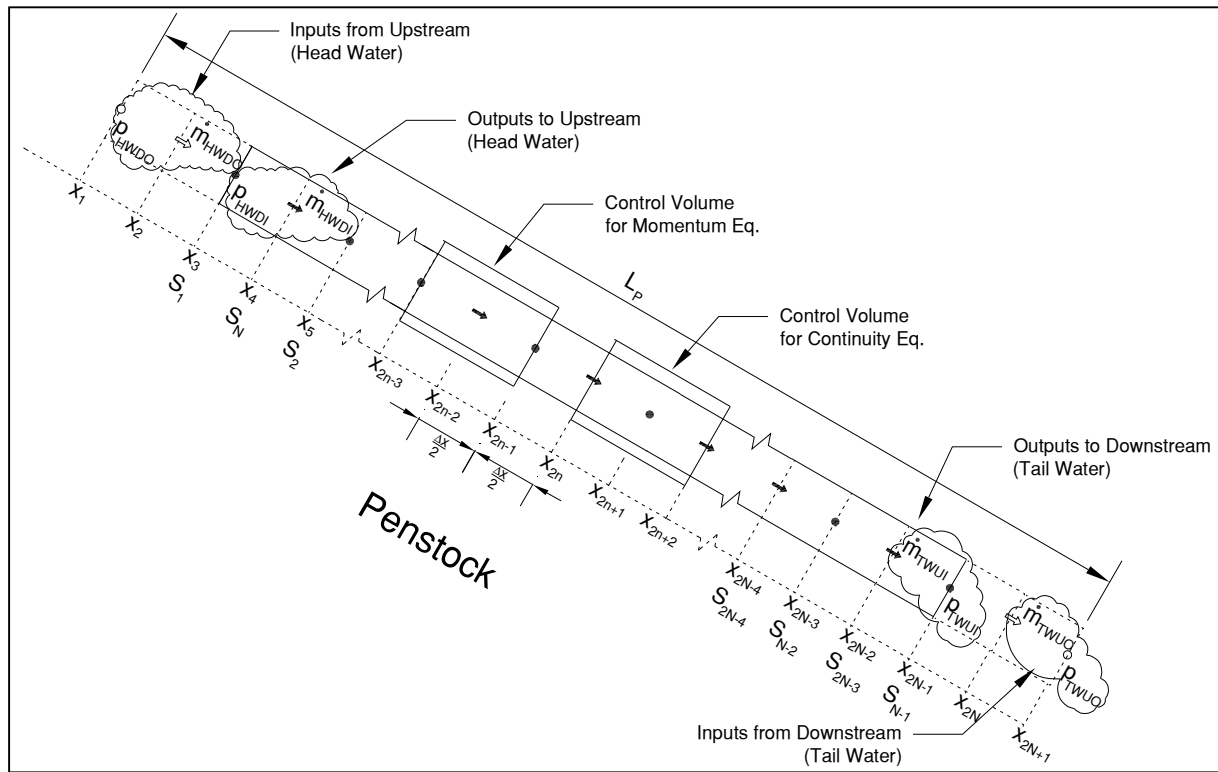 Inputs from Upstream
(Head Water)
Outputs to Upstream
(Head Water)
Control Volume
for Momentum Eq.
Control Volume
for Continuity Eq.
Outputs to Downstream
(Tail Water)
Inputs from Downstream
(Tail Water)
L_P
p_HWDO
ṁ_HWDO
p_HWDI
ṁ_HWDI
ṁ_TWUI
p_TWUI
ṁ_TWUO
p_TWUO
x_1
x_2
x_3
x_4
x_5
x_2n-3
x_2n-2
x_2n-1
x_2n
x_2n+1
x_2n+2
x_2N-4
x_2N-3
x_2N-2
x_2N-1
x_2N
x_2N+1
S_1
S_N
S_2
S_2N-4
S_N-2
S_2N-3
S_N-1
Δx/2
Δx/2
Penstock